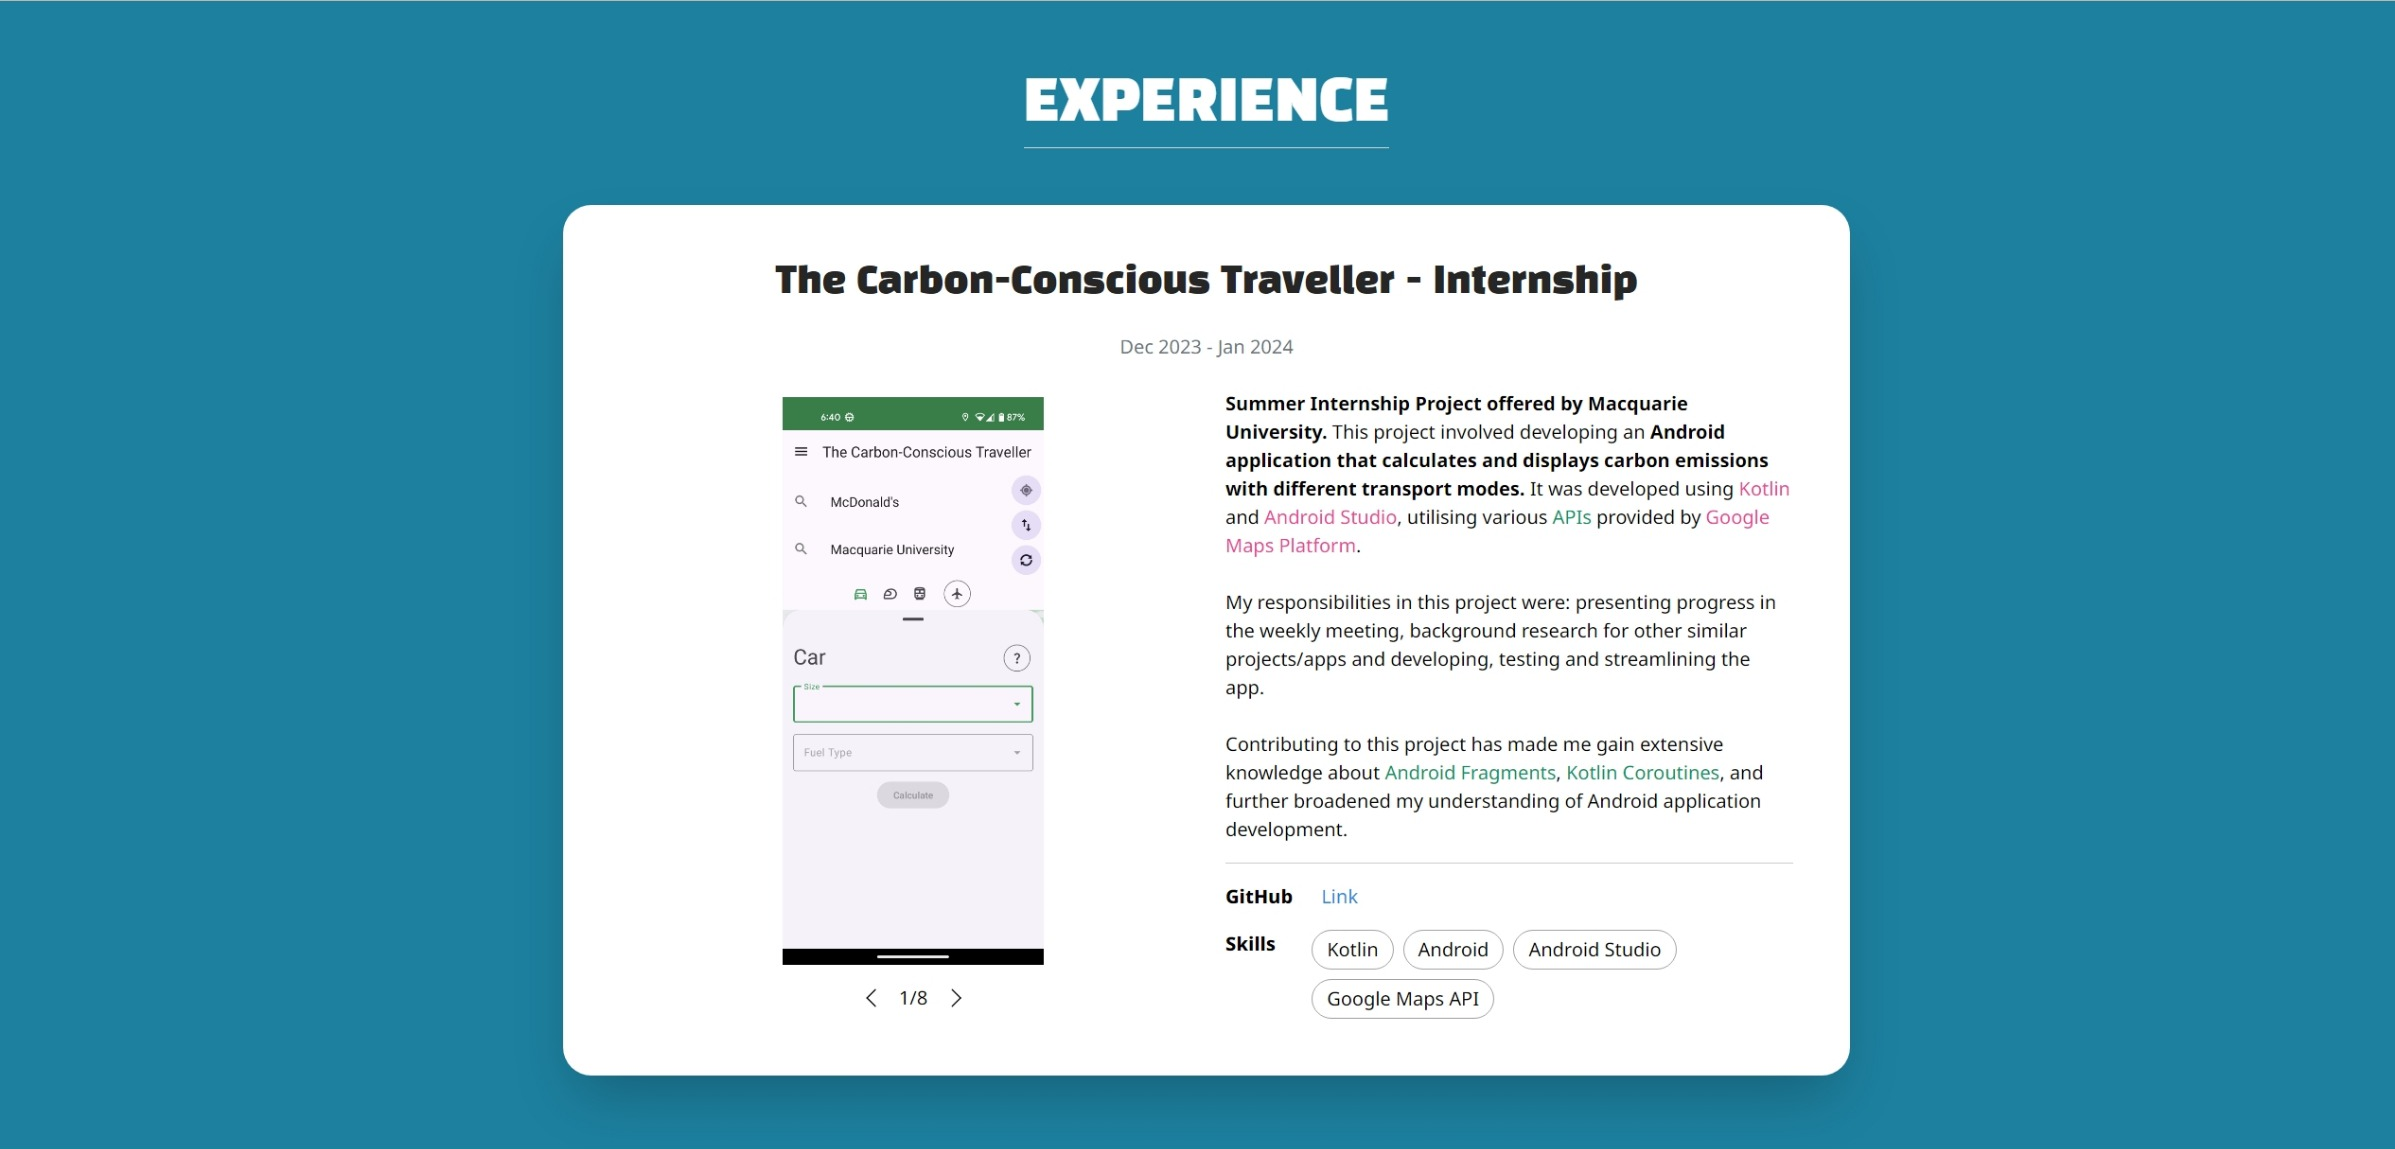 EXPERIENCE
The Carbon-Conscious Traveller - Internship
Dec 2023 - Jan 2024
6:40
87%
The Carbon-Conscious Traveller
McDonald's
Macquarie University
Car
?
Size
Fuel Type
Calculate
1/8
Summer Internship Project offered by Macquarie
University. This project involved developing an Android
application that calculates and displays carbon emissions
with different transport modes. It was developed using Kotlin
and Android Studio, utilising various APIs provided by Google
Maps Platform.
My responsibilities in this project were: presenting progress in
the weekly meeting, background research for other similar
projects/apps and developing, testing and streamlining the
app.
Contributing to this project has made me gain extensive
knowledge about Android Fragments, Kotlin Coroutines, and
further broadened my understanding of Android application
development.
GitHub Link
Skills Kotlin Android Android Studio
Google Maps API